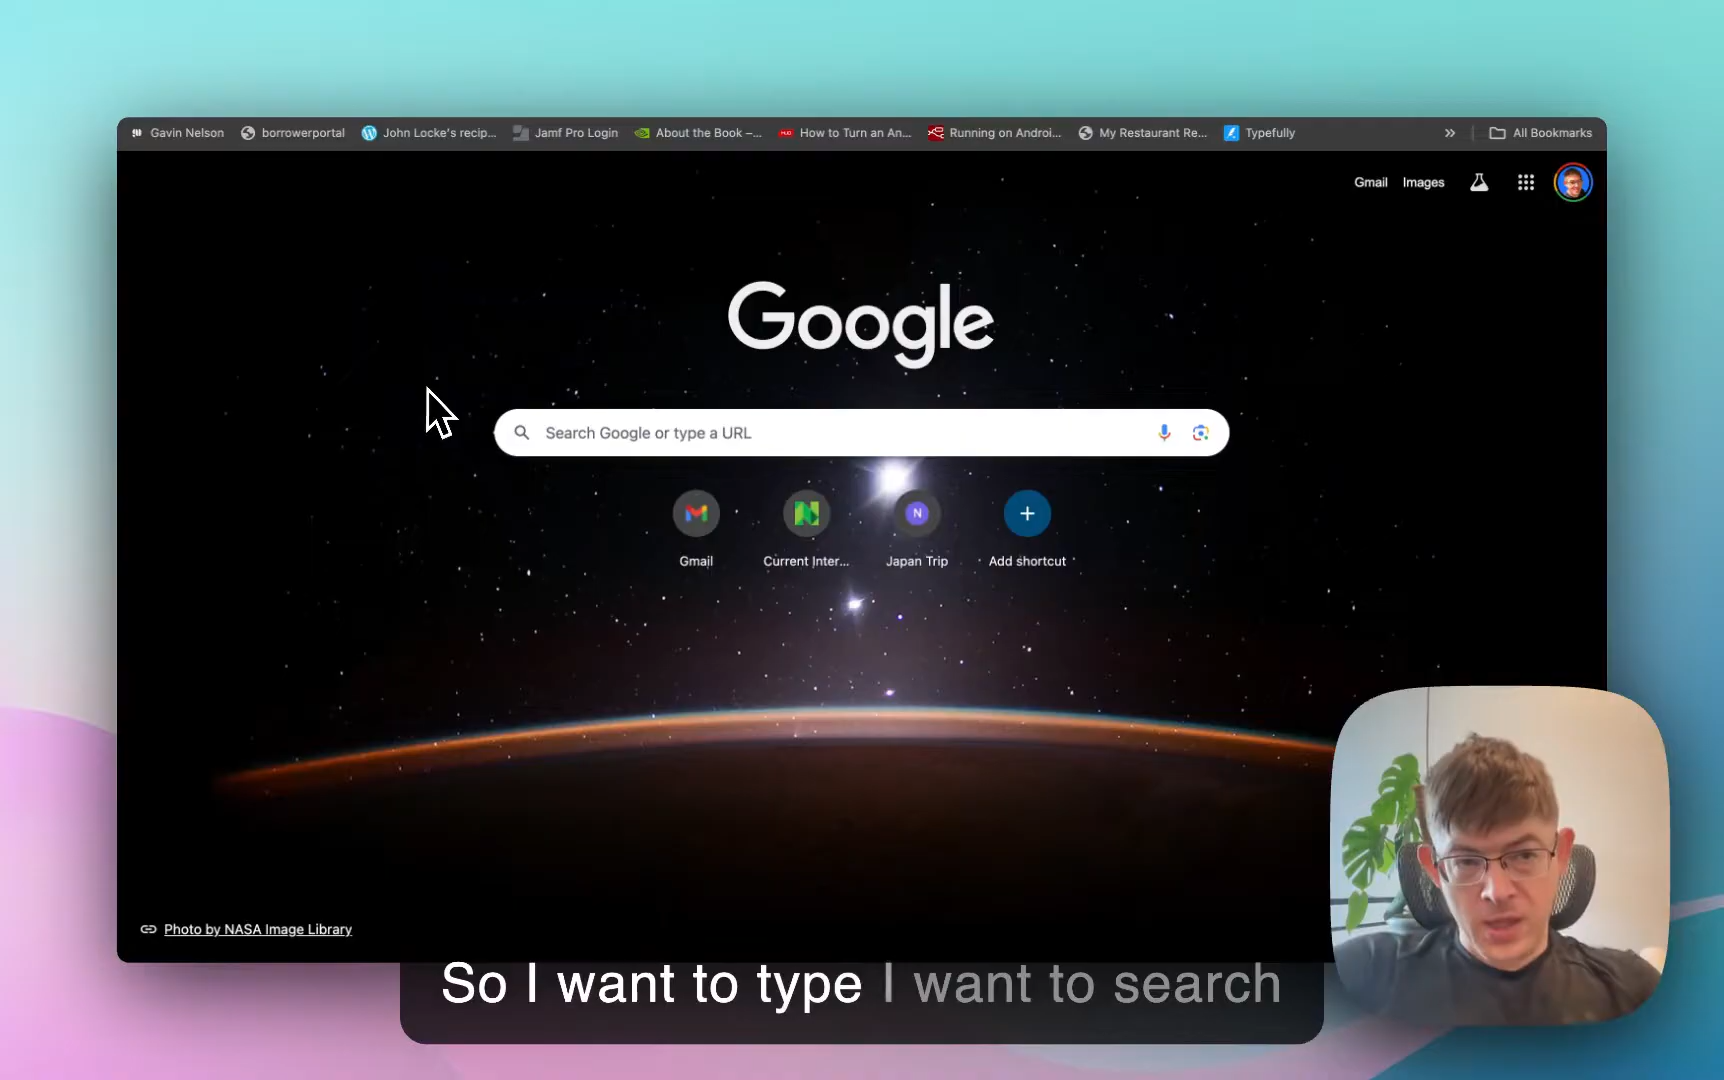 Gavin Nelson borrowerportal John Locke's recip... Jamf Pro Login About the Book –... How to Turn an An... Running on Androi... My Restaurant Re... Typefully » All Bookmarks
Gmail Images
Google
Search Google or type a URL
N
Gmail Current Inter... Japan Trip Add shortcut
Photo by NASA Image Library
So I want to type I want to search